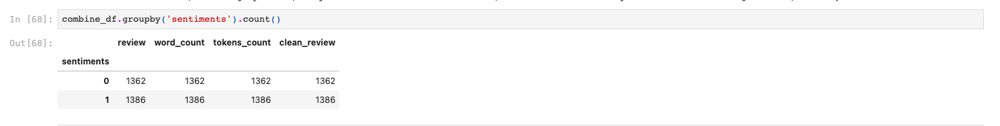 In [68]: combine_df.groupby('sentiments').count()
Out[68]:
review word_count tokens_count clean_review
sentiments
0 1362 1362 1362 1362
1 1386 1386 1386 1386